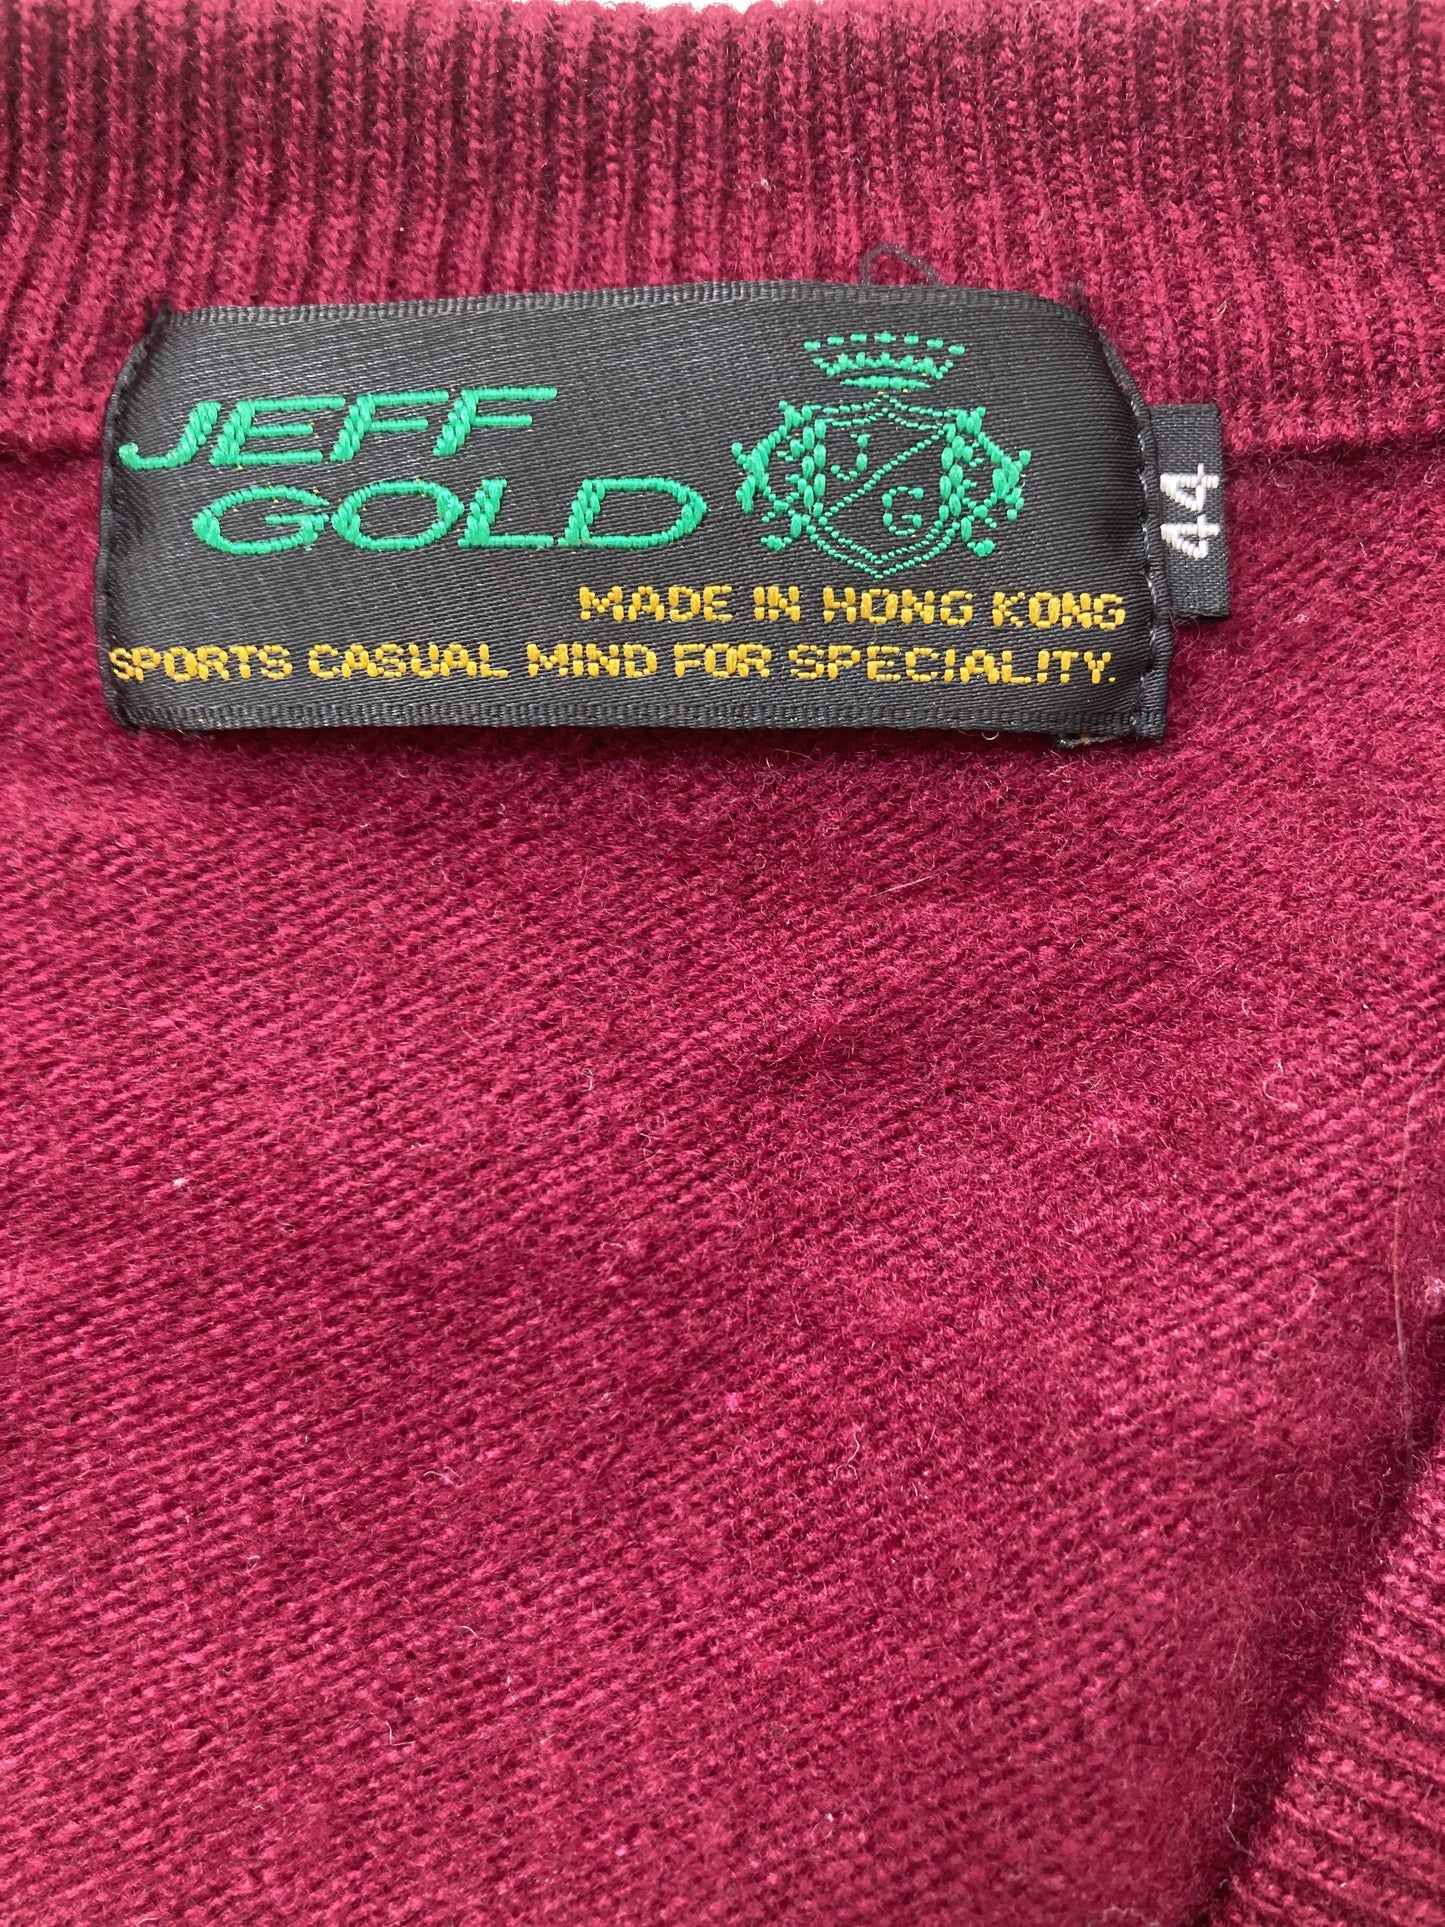 JEFF
GOLD
J
G
MADE IN HONG KONG
SPORTS CASUAL MIND FOR SPECIALITY.
44